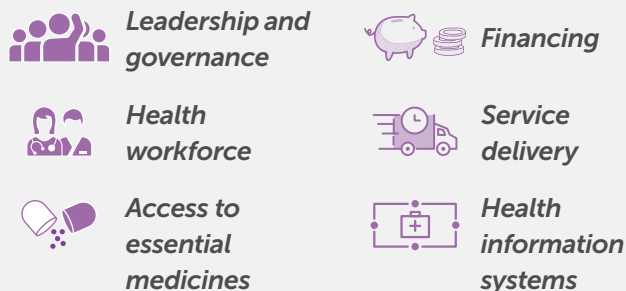 Leadership and
governance
Financing
Health
workforce
Service
delivery
Access to
essential
medicines
Health
information
systems